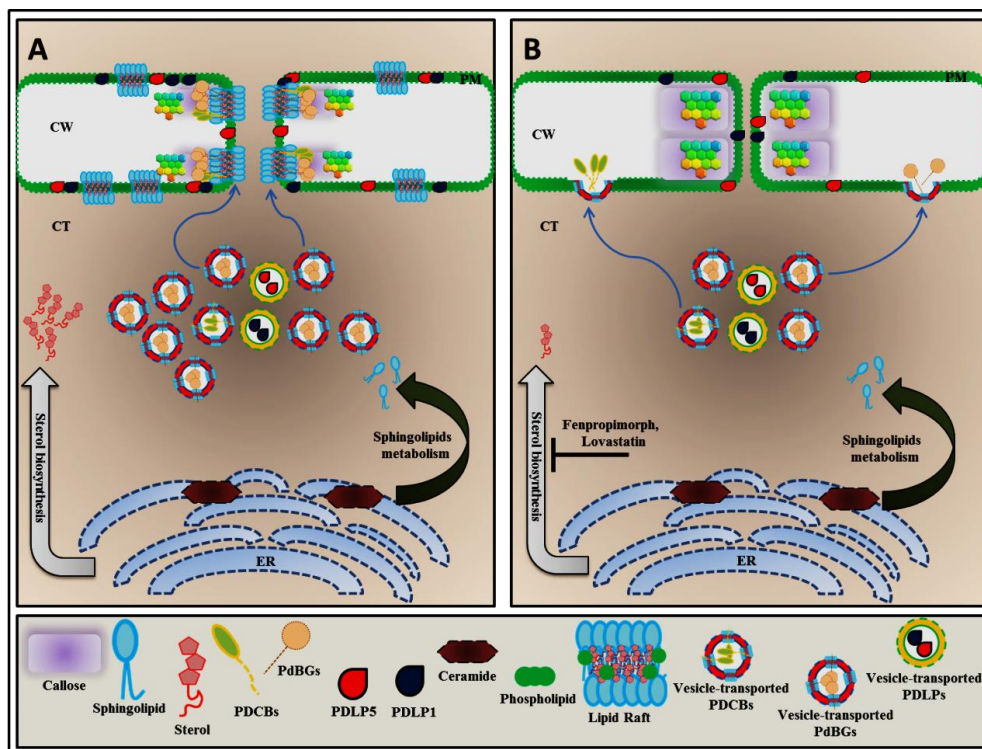 A
PM
CW
CT
Sterol biosynthesis
Sphingolipids
metabolism
ER
B
PM
CW
CT
Fenpropimorph,
Lovastatin
Sterol biosynthesis
Sphingolipids
metabolism
ER
Callose
Sphingolipid
Sterol
PDCBs
PdBGs
PDLP5
PDLP1
Ceramide
Phospholipid
Lipid Raft
Vesicle-transported
PDCBs
Vesicle-transported
PdBGs
Vesicle-transported
PDLPs